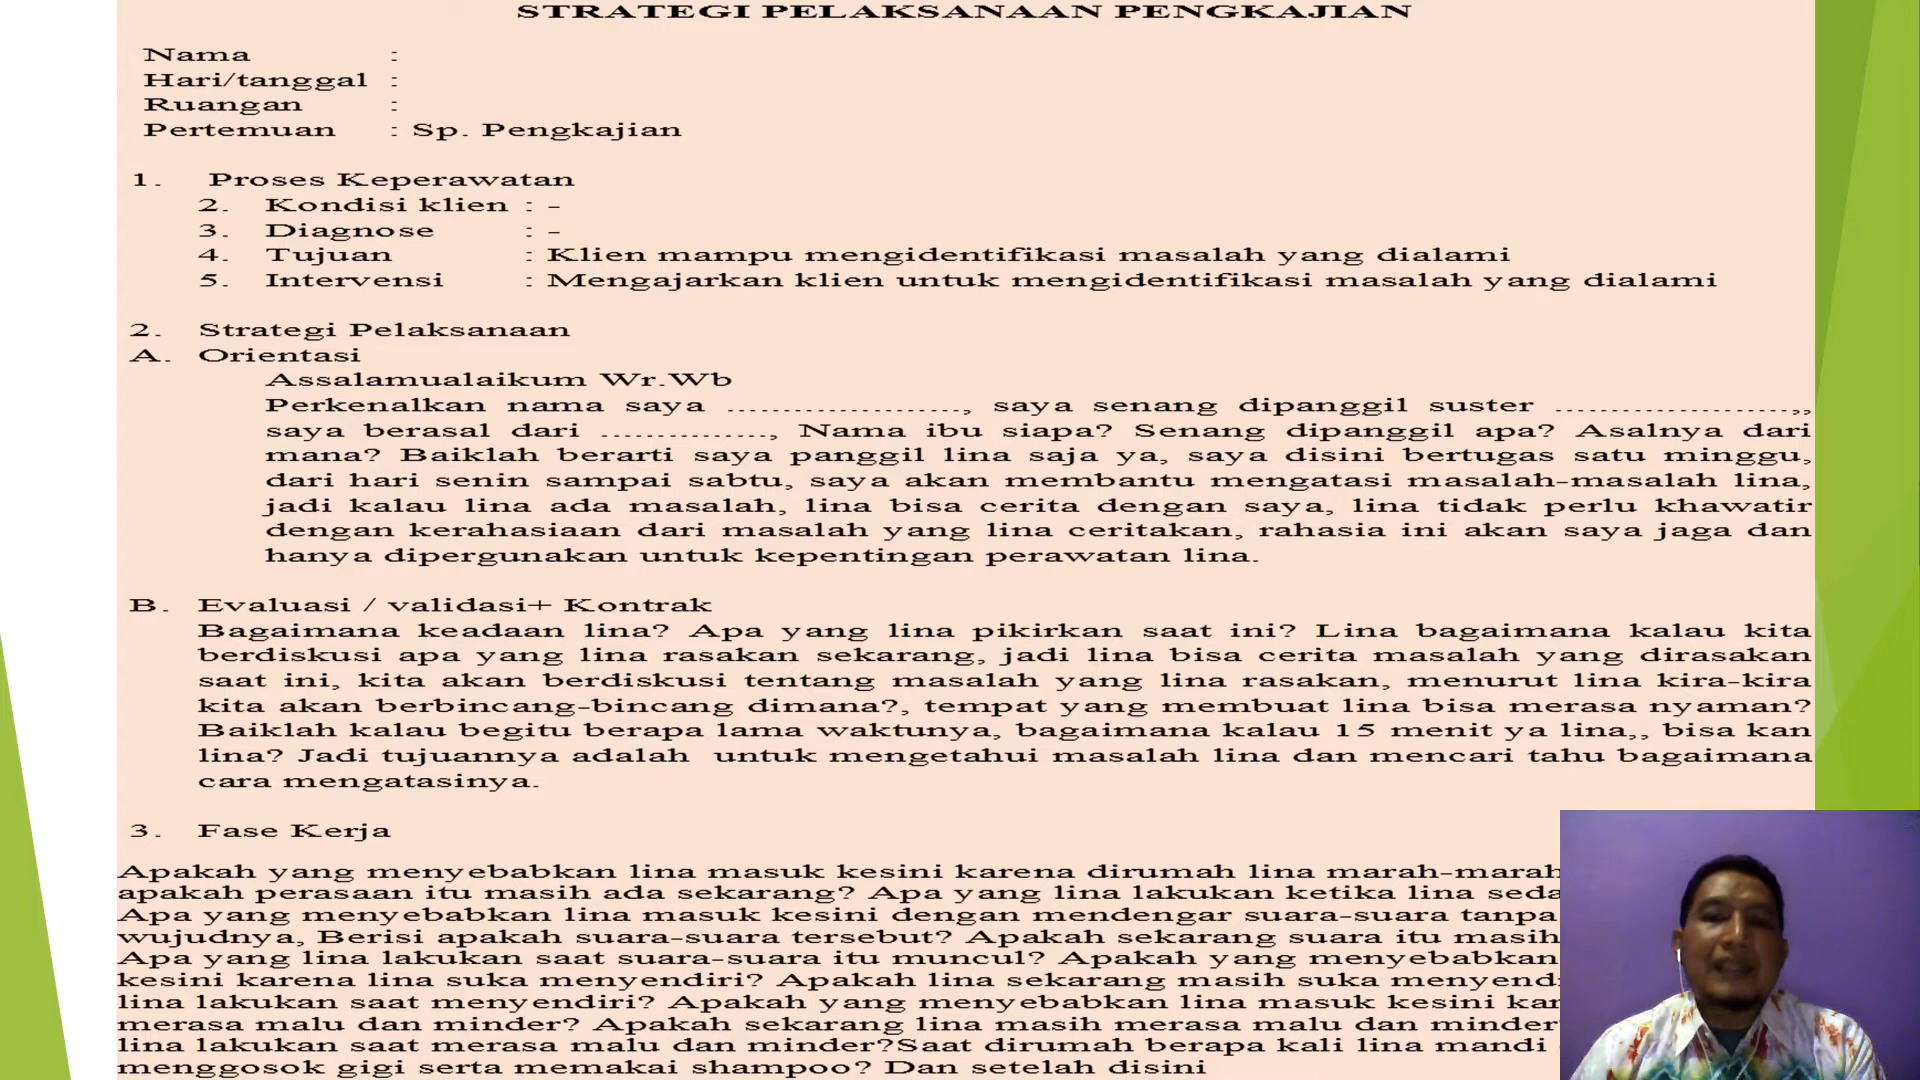 STRATEGI PELAKSANAAN PENGKAJIAN
Nama :
Hari/tanggal :
Ruangan :
Pertemuan : Sp. Pengkajian
1. Proses Keperawatan
2. Kondisi klien : -
3. Diagnose : -
4. Tujuan : Klien mampu mengidentifikasi masalah yang dialami
5. Intervensi : Mengajarkan klien untuk mengidentifikasi masalah yang dialami
2. Strategi Pelaksanaan
A. Orientasi
Assalamualaikum Wr.Wb
Perkenalkan nama saya ....................., saya senang dipanggil suster .....................,,
saya berasal dari ..............., Nama ibu siapa? Senang dipanggil apa? Asalnya dari
mana? Baiklah berarti saya panggil lina saja ya, saya disini bertugas satu minggu,
dari hari senin sampai sabtu, saya akan membantu mengatasi masalah-masalah lina,
jadi kalau lina ada masalah, lina bisa cerita dengan saya, lina tidak perlu khawatir
dengan kerahasiaan dari masalah yang lina ceritakan, rahasia ini akan saya jaga dan
hanya dipergunakan untuk kepentingan perawatan lina.
B. Evaluasi / validasi+ Kontrak
Bagaimana keadaan lina? Apa yang lina pikirkan saat ini? Lina bagaimana kalau kita
berdiskusi apa yang lina rasakan sekarang, jadi lina bisa cerita masalah yang dirasakan
saat ini, kita akan berdiskusi tentang masalah yang lina rasakan, menurut lina kira-kira
kita akan berbincang-bincang dimana?, tempat yang membuat lina bisa merasa nyaman?
Baiklah kalau begitu berapa lama waktunya, bagaimana kalau 15 menit ya lina,, bisa kan
lina? Jadi tujuannya adalah untuk mengetahui masalah lina dan mencari tahu bagaimana
cara mengatasinya.
3. Fase Kerja
Apakah yang menyebabkan lina masuk kesini karena dirumah lina marah-marah
apakah perasaan itu masih ada sekarang? Apa yang lina lakukan ketika lina
Apa yang menyebabkan lina masuk kesini dengan mendengar suara-suara tanpa
wujudnya, Berisi apakah suara-suara tersebut? Apakah sekarang suara itu masih
Apa yang lina lakukan saat suara-suara itu muncul? Apakah yang menyebabkan
kesini karena lina suka menyendiri? Apakah lina sekarang masih suka
lina lakukan saat menyendiri? Apakah yang menyebabkan lina masuk kesini
merasa malu dan minder? Apakah sekarang lina masih merasa malu dan minder
lina lakukan saat merasa malu dan minder?Saat dirumah berapa kali lina mandi
menggosok gigi serta memakai shampoo? Dan setelah disini